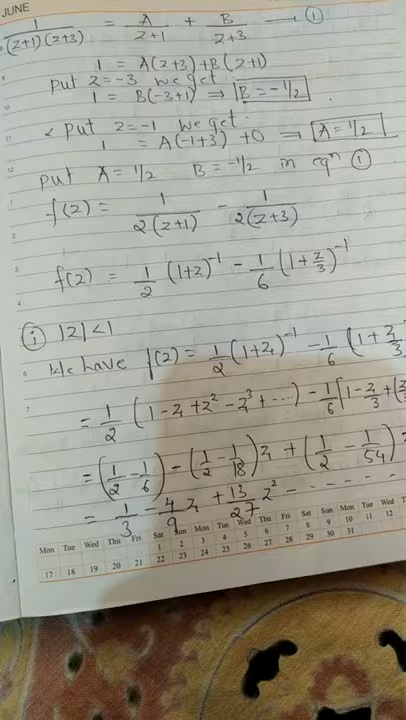 JUNE
1/((z+1)(z+3)) = A/(z+1) + B/(z+3) — ①
1 = A(z+3)+B(z+1)
Put z=-3 we get.
1 = B(-3+1) ⇒ B=-1/2
& Put z=-1 we get.
1 = A(-1+3) +0 ⇒ A=1/2
Put A=1/2 B=-1/2 in eqn ①
f(z) = 1/(2(z+1)) - 1/(2(z+3))
f(z) = 1/2 (1+z)^-1 - 1/6 (1+z/3)^-1
ⓘ |z|<1
We have f(z) = 1/2 (1+z)^-1 - 1/6 (1+z/3
= 1/2 (1-z+z^2-z^3+....) - 1/6 [1-z/3+(z/3
= (1/2 - 1/6) - (1/2 - 1/18) z + (1/2 - 1/54) z
= 1/3 - 4/9 z + 13/27 z^2 - ------
Mon Tue Wed Thu Fri Sat Sun Mon Tue Wed Thu Fri Sat Sun Mon Tue Wed Thu
1 2 3 4 5 6 7 8 9 10 11 12
17 18 19 20 21 22 23 24 25 26 27 28 29 30 31